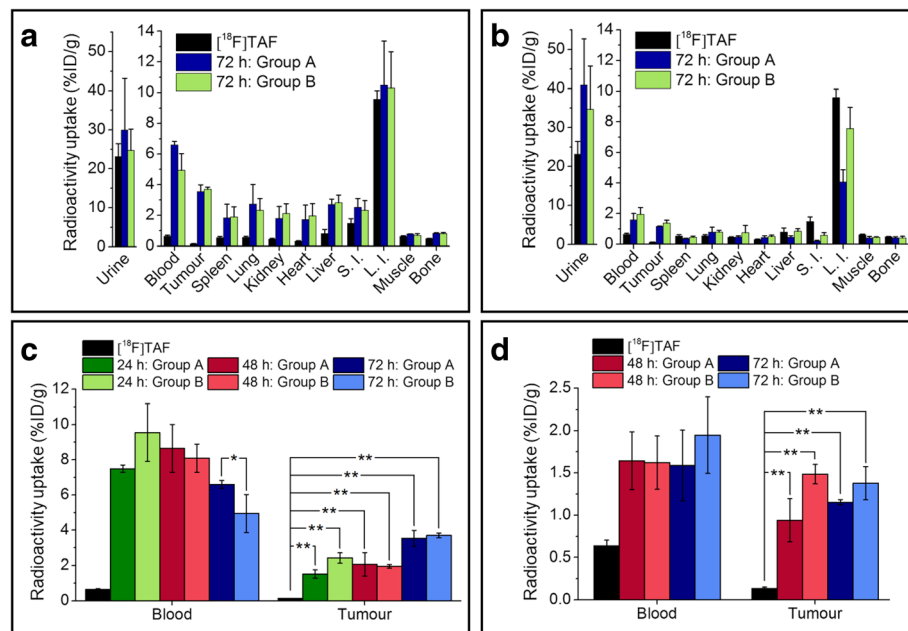 a
[¹⁸F]TAF
72 h: Group A
72 h: Group B
Radioactivity uptake (%ID/g)
50
40
30
20
10
0
14
12
10
8
6
4
2
0
Urine
Blood
Tumour
Spleen
Lung
Kidney
Heart
Liver
S. I.
L. I.
Muscle
Bone
b
[¹⁸F]TAF
72 h: Group A
72 h: Group B
Radioactivity uptake (%ID/g)
50
40
30
20
10
0
14
12
10
8
6
4
2
0
Urine
Blood
Tumour
Spleen
Lung
Kidney
Heart
Liver
S. I.
L. I.
Muscle
Bone
c
[¹⁸F]TAF
24 h: Group A 48 h: Group A 72 h: Group A
24 h: Group B 48 h: Group B 72 h: Group B
Radioactivity uptake (%ID/g)
12
10
8
6
4
2
0
*
**
**
**
**
**
**
Blood Tumour
d
[¹⁸F]TAF
48 h: Group A 72 h: Group A
48 h: Group B 72 h: Group B
Radioactivity uptake (%ID/g)
2.5
2.0
1.5
1.0
0.5
0.0
**
**
**
**
Blood Tumour